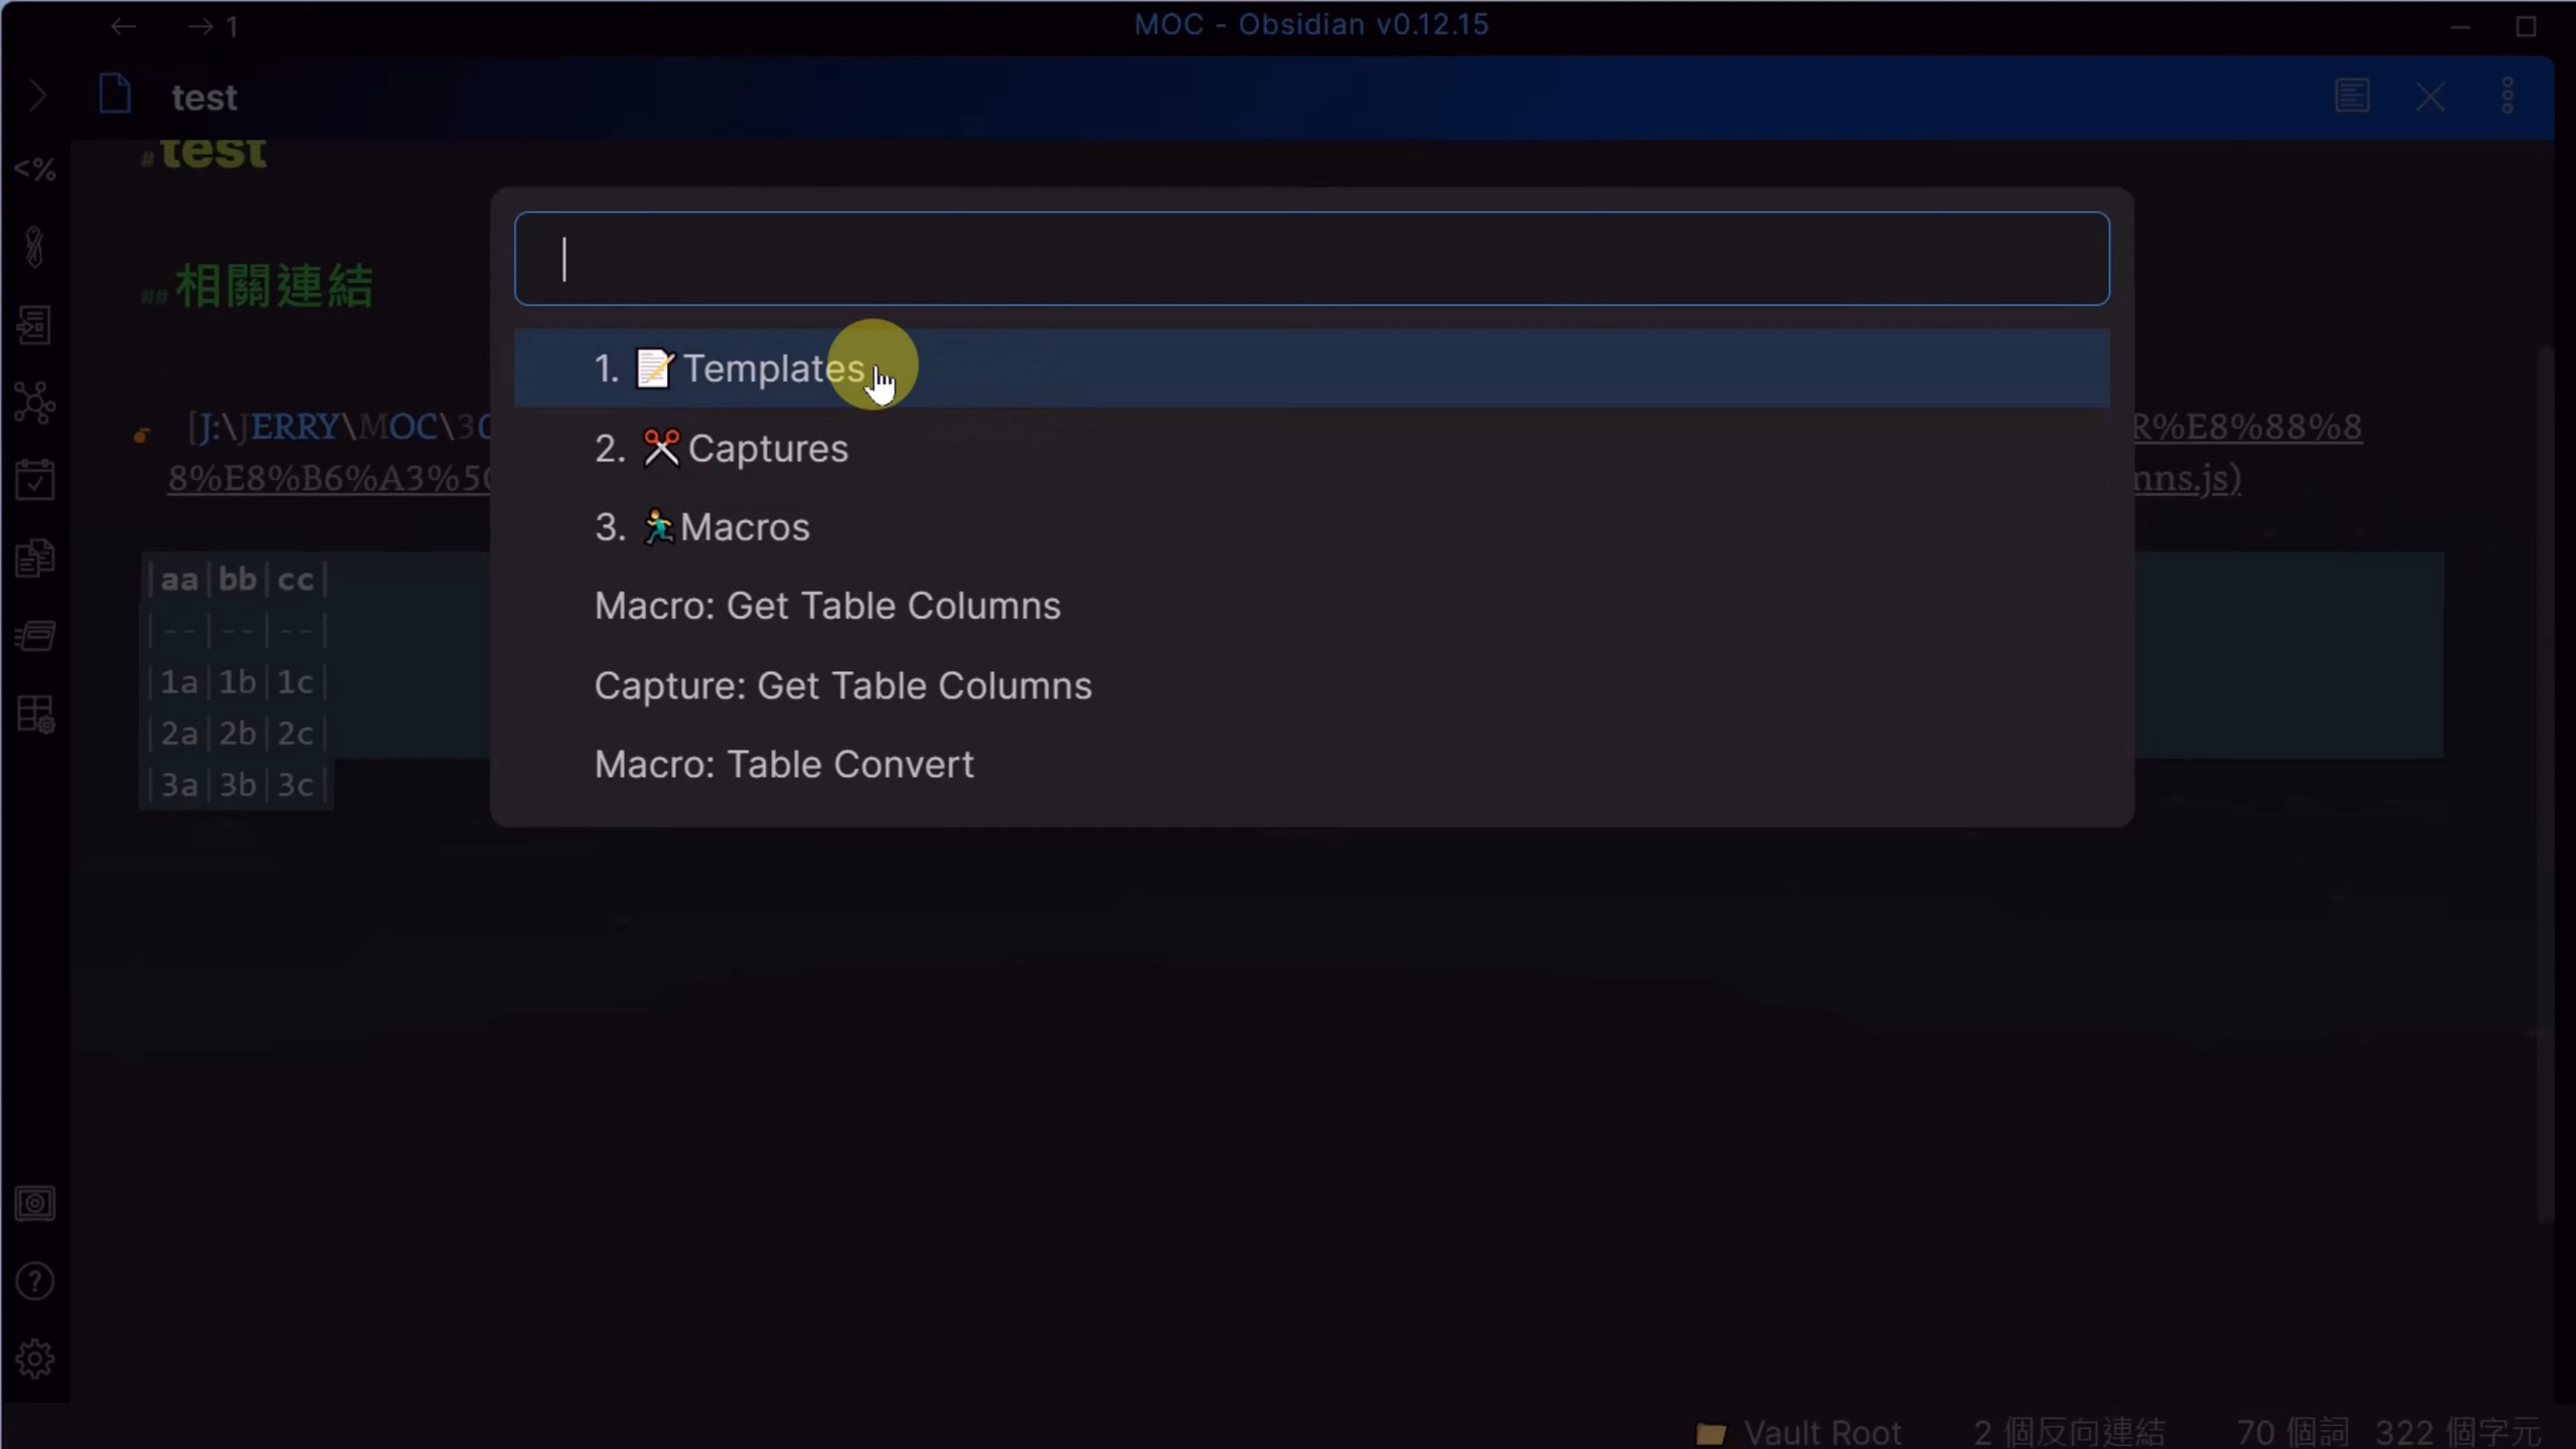 1
MOC - Obsidian v0.12.15
test
#test
##相關連結
[J:\JERRY\MOC\30
R%E8%88%8
8%E8%B6%A3%50
nns.js)
|aa|bb|cc|
|--|--|--|
|1a|1b|1c|
|2a|2b|2c|
|3a|3b|3c|
1. 📝Templates
2. ✂️Captures
3. 🏃Macros
Macro: Get Table Columns
Capture: Get Table Columns
Macro: Table Convert
<%
Vault Root 2 個反向連結 70 個詞 322 個字元